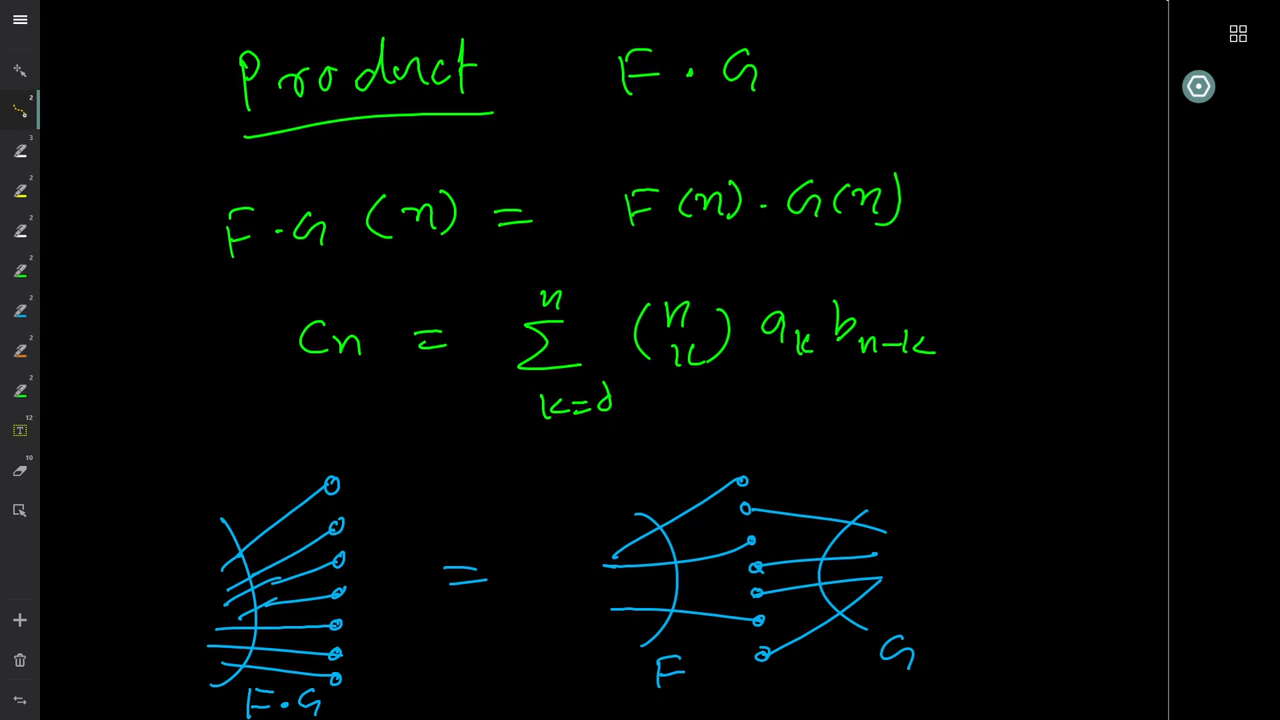 Product F . G
F . G (n) = F(n) . G(n)
Cn = ∑_{k=0}^{n} (n k) a_k b_{n-k}
=
F G
F . G